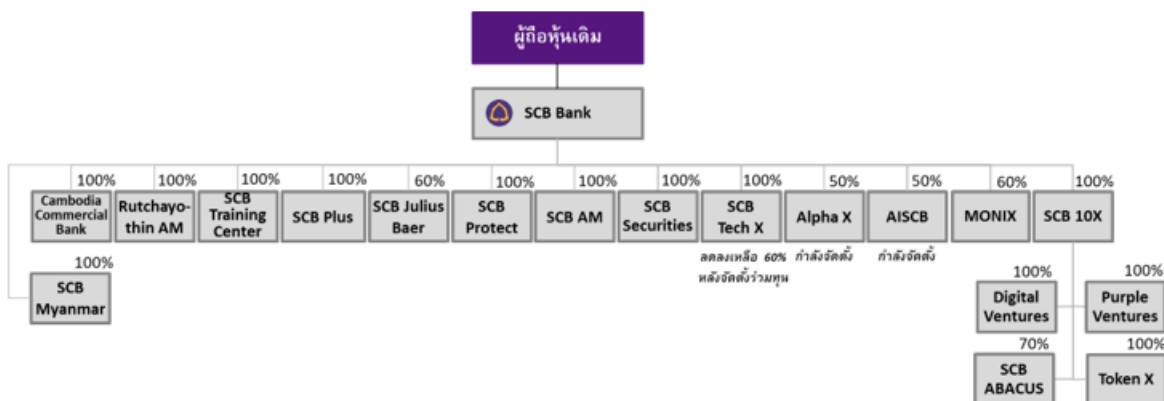 ผู้ถือหุ้นเดิม
SCB Bank
100% 100% 100% 100% 60% 100% 100% 100% 100% 50% 50% 60% 100%
Cambodia
Commercial
Bank
Rutchayo-
thin AM
SCB
Training
Center
SCB Plus
SCB Julius
Baer
SCB
Protect
SCB AM
SCB
Securities
SCB
Tech X
ลดลงเหลือ 60%
หลังจัดตั้งร่วมทุน
Alpha X
กำลังจัดตั้ง
AISCB
กำลังจัดตั้ง
MONIX
SCB 10X
100%
SCB
Myanmar
100%
Digital
Ventures
100%
Purple
Ventures
70%
SCB
ABACUS
100%
Token X